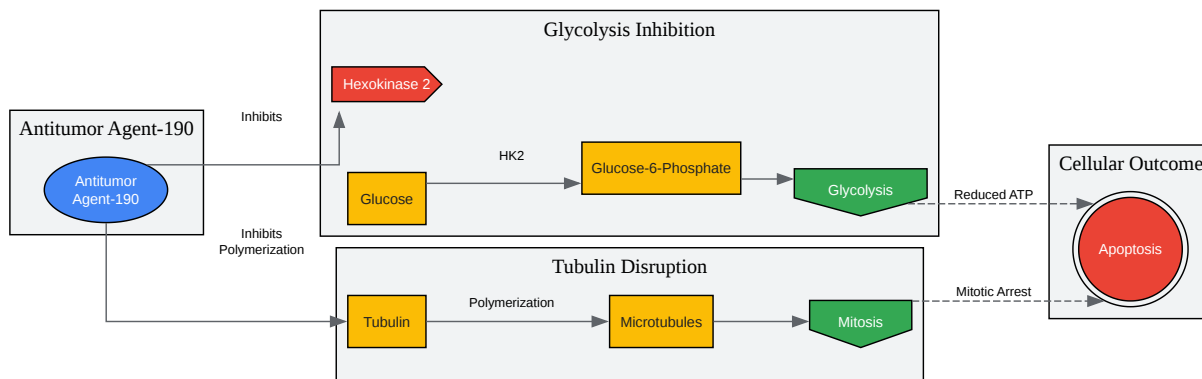 Glycolysis Inhibition
Hexokinase 2
Inhibits
Antitumor Agent-190
Antitumor
Agent-190
HK2
Glucose
Glucose-6-Phosphate
Glycolysis
Reduced ATP
Cellular Outcome
Apoptosis
Inhibits
Polymerization
Tubulin Disruption
Tubulin
Polymerization
Microtubules
Mitosis
Mitotic Arrest